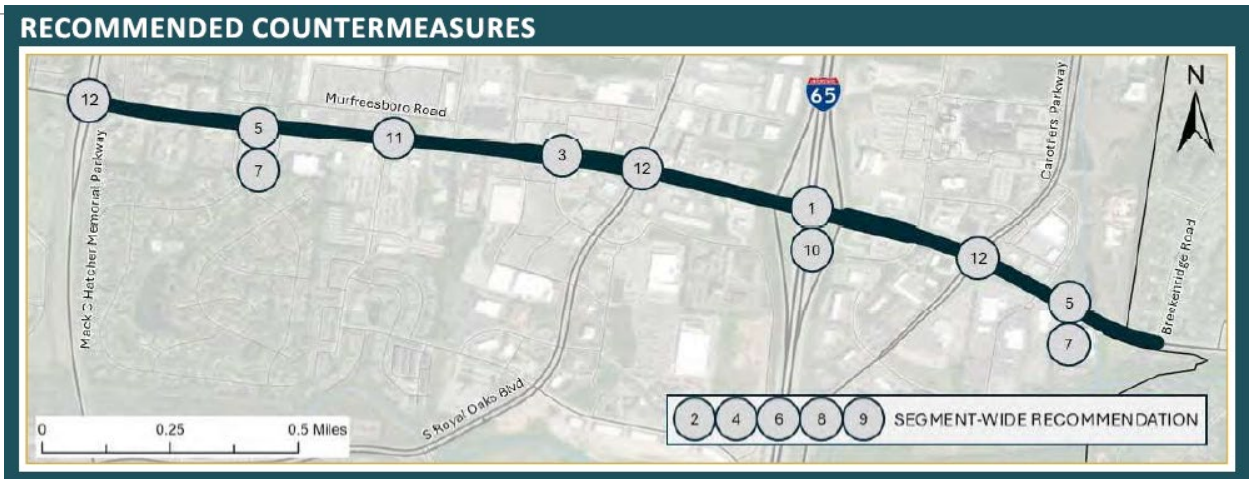 RECOMMENDED COUNTERMEASURES
N
INTERSTATE
65
12
Murfreesboro Road
5
7
11
3
12
1
10
12
5
7
Mack C Hatcher Memorial Parkway
S Royal Oaks Blvd
Carothers Parkway
Breckenridge Road
0 0.25 0.5 Miles
2 4 6 8 9 SEGMENT-WIDE RECOMMENDATION